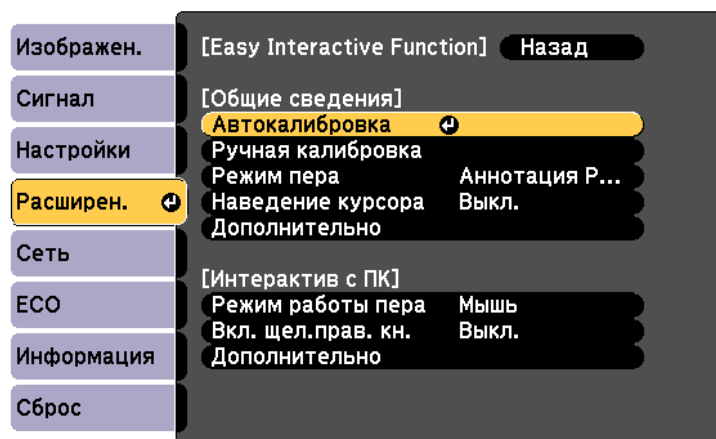 Изображен.
Сигнал
Настройки
Расширен.
Сеть
ECO
Информация
Сброс
[Easy Interactive Function] Назад
[Общие сведения]
Автокалибровка
Ручная калибровка
Режим пера Аннотация Р...
Наведение курсора Выкл.
Дополнительно
[Интерактив с ПК]
Режим работы пера Мышь
Вкл. щел.прав. кн. Выкл.
Дополнительно